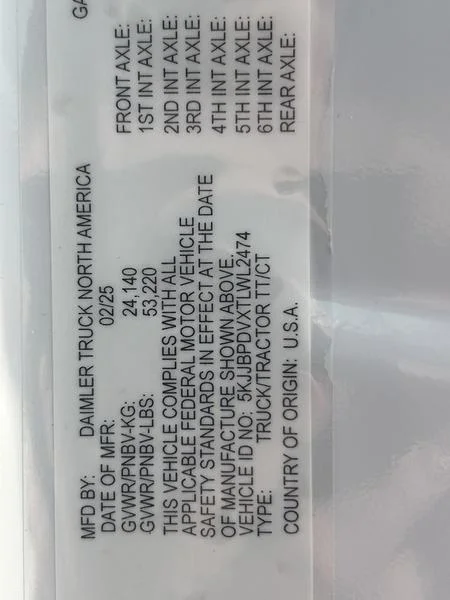 MFD BY: DAIMLER TRUCK NORTH AMERICA
DATE OF MFR: 02/25
GVWR/PNBV-KG: 24,140
GVWR/PNBV-LBS: 53,220
THIS VEHICLE COMPLIES WITH ALL
APPLICABLE FEDERAL MOTOR VEHICLE
SAFETY STANDARDS IN EFFECT AT THE DATE
OF MANUFACTURE SHOWN ABOVE.
VEHICLE ID NO: 5KJJBPDVXTLWL2474
TYPE: TRUCK/TRACTOR TT/CT
COUNTRY OF ORIGIN: U.S.A.
GA
FRONT AXLE:
1ST INT AXLE:
2ND INT AXLE:
3RD INT AXLE:
4TH INT AXLE:
5TH INT AXLE:
6TH INT AXLE:
REAR AXLE: